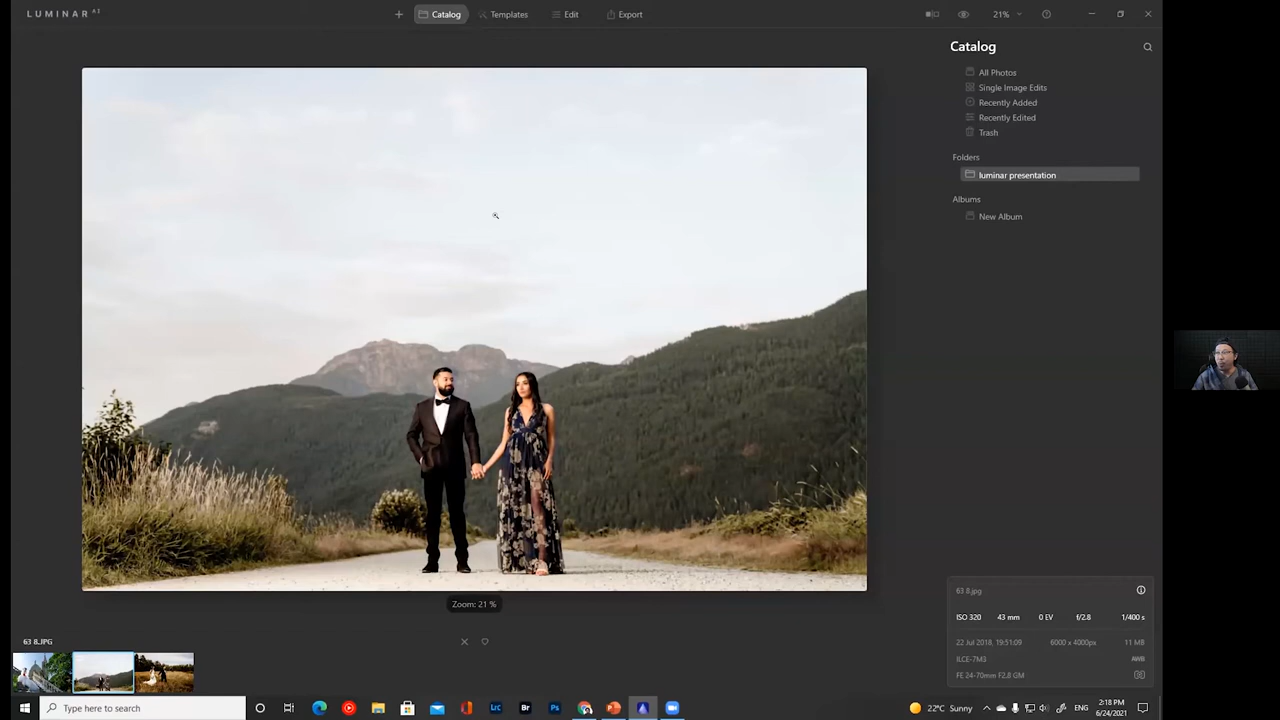 LUMINAR AI
Catalog
Templates
Edit
Export
21%
Catalog
All Photos
Single Image Edits
Recently Added
Recently Edited
Trash
Folders
luminar presentation
Albums
New Album
Zoom: 21 %
63 8.jpg
ISO 320 43 mm 0 EV f/2.8 1/400 s
22 Jul 2018, 19:51:09 6000 x 4000px 11 MB
ILCE-7M3 AWB
FE 24-70mm F2.8 GM
63 8.JPG
Type here to search
Lrc
Br
Ps
22°C Sunny
ENG
2:18 PM
6/24/2021